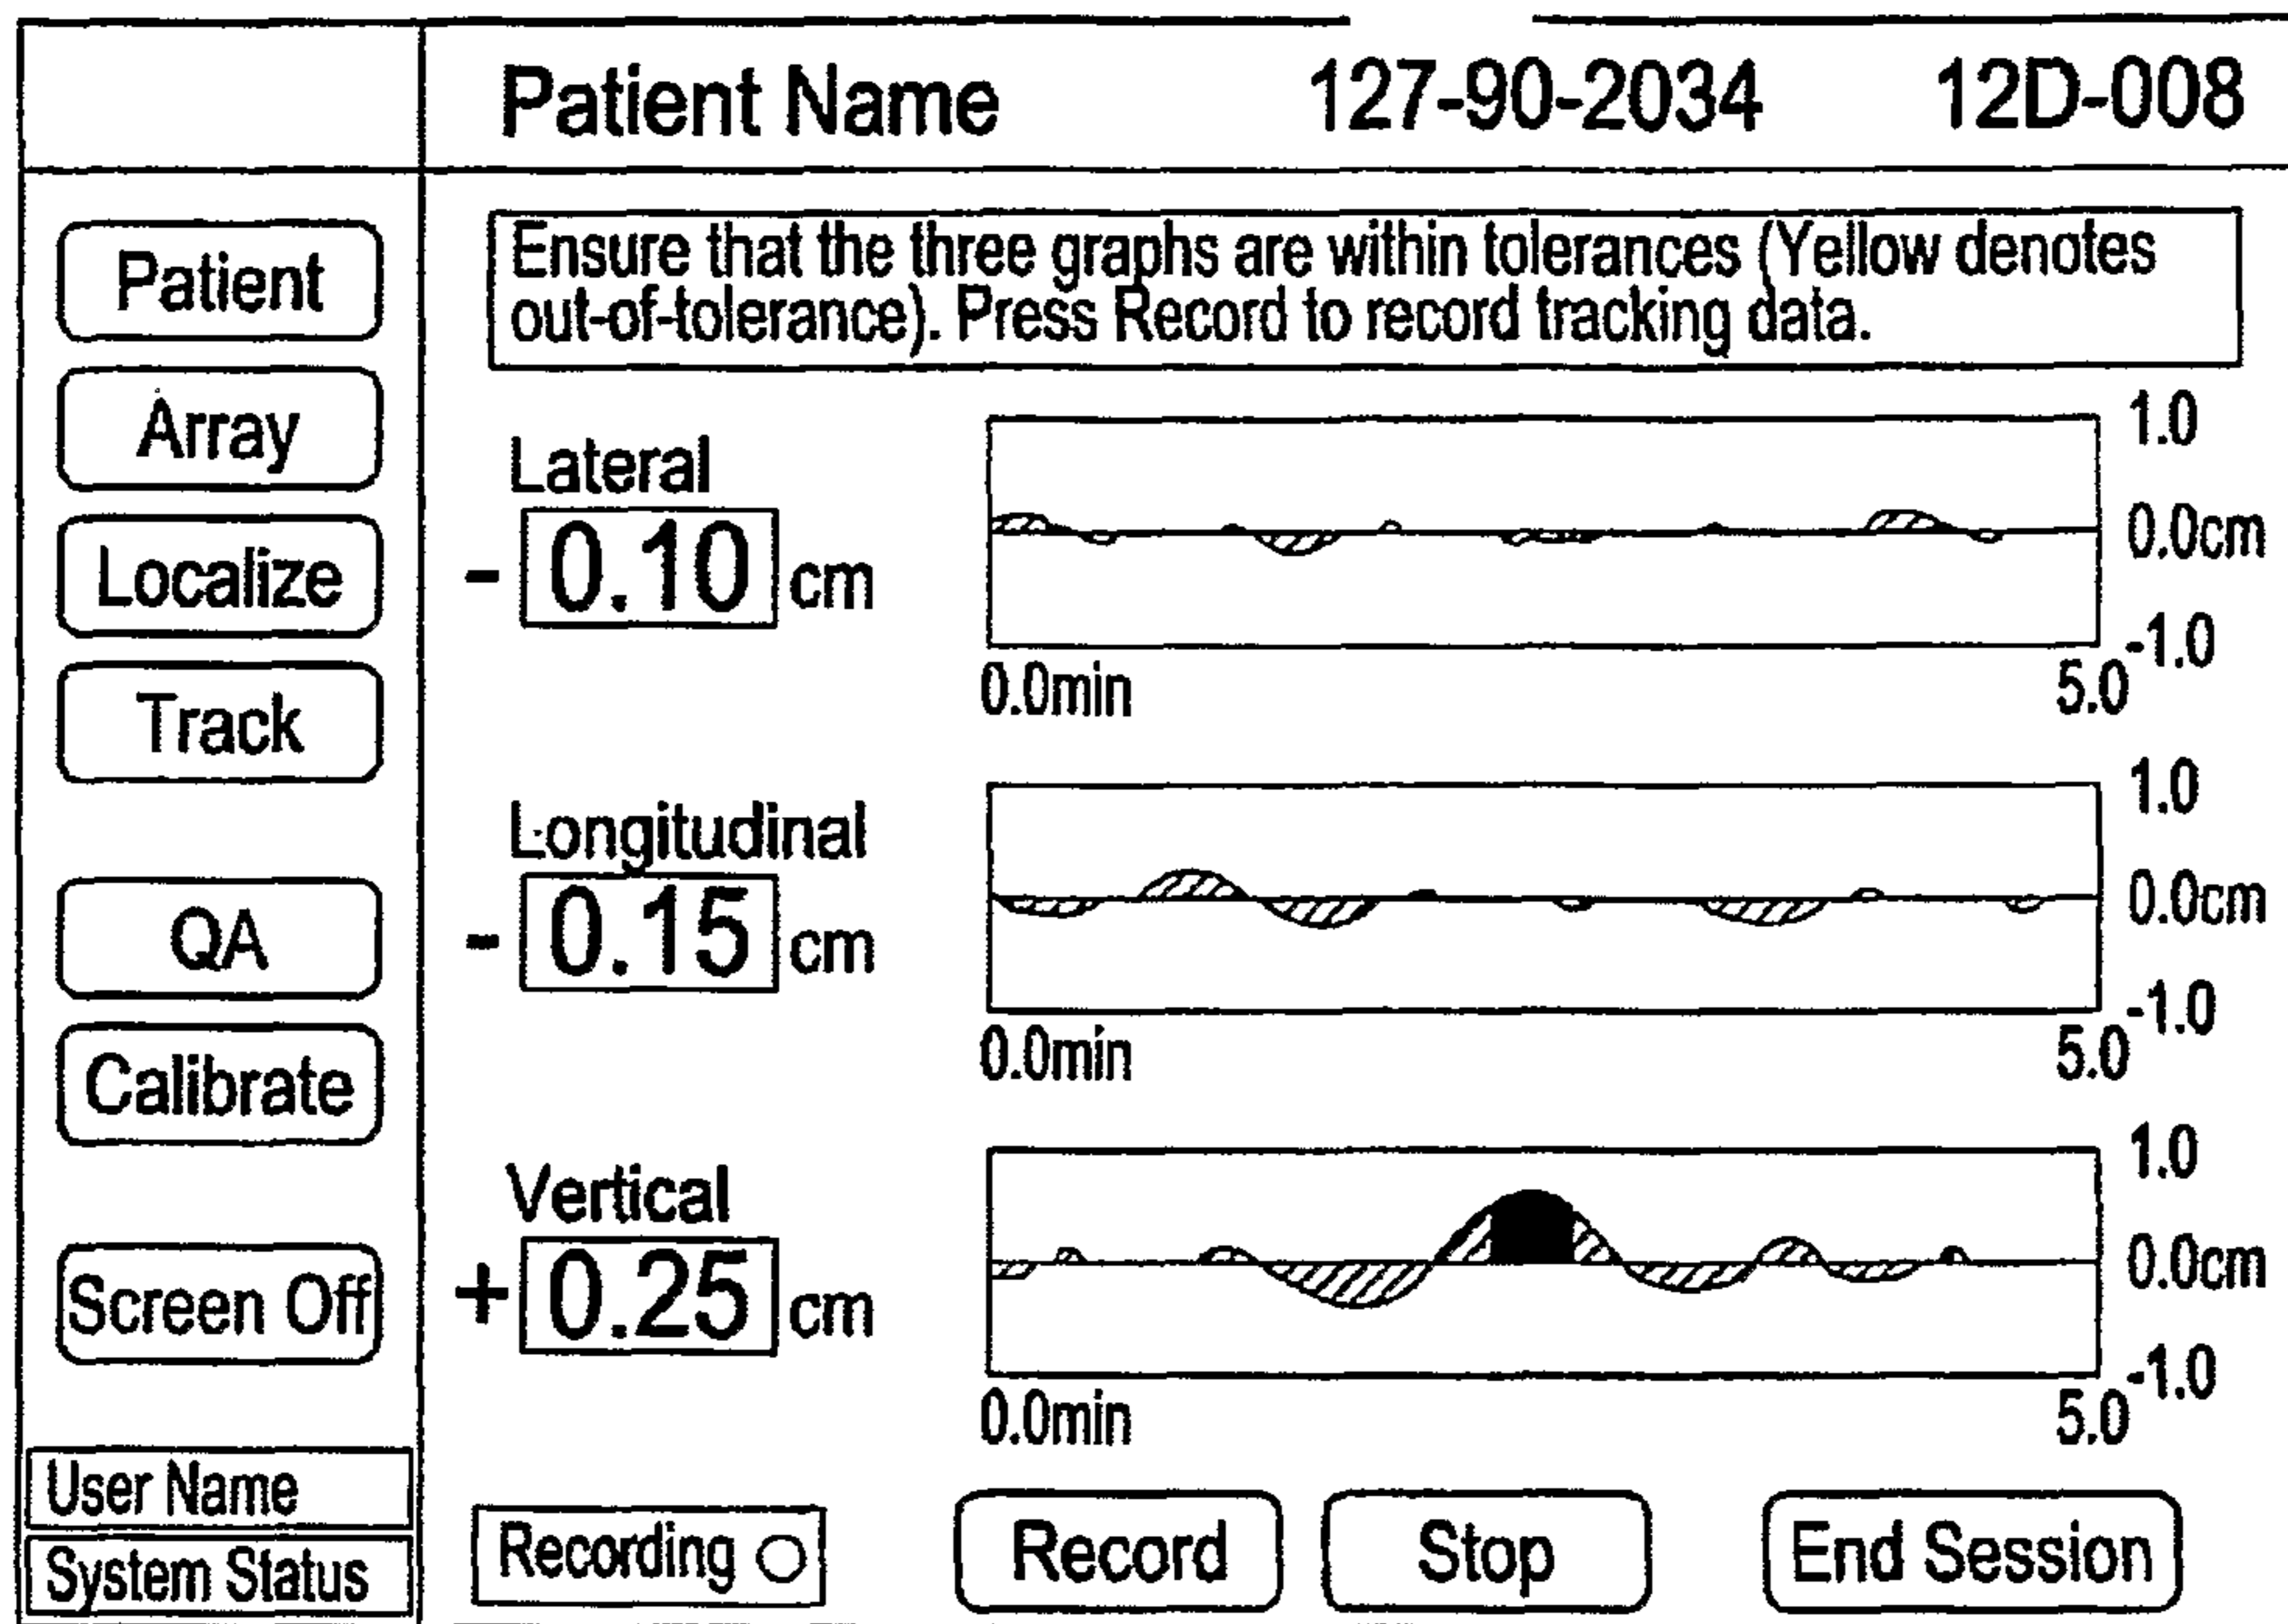 Patient Name 127-90-2034 12D-008
Patient
Array
Localize
Track
QA
Calibrate
Screen Off
User Name
System Status
Ensure that the three graphs are within tolerances (Yellow denotes
out-of-tolerance). Press Record to record tracking data.
Lateral
- 0.10 cm
1.0
0.0cm
-1.0
0.0min 5.0
Longitudinal
- 0.15 cm
1.0
0.0cm
-1.0
0.0min 5.0
Vertical
+ 0.25 cm
1.0
0.0cm
-1.0
0.0min 5.0
Recording Record Stop End Session